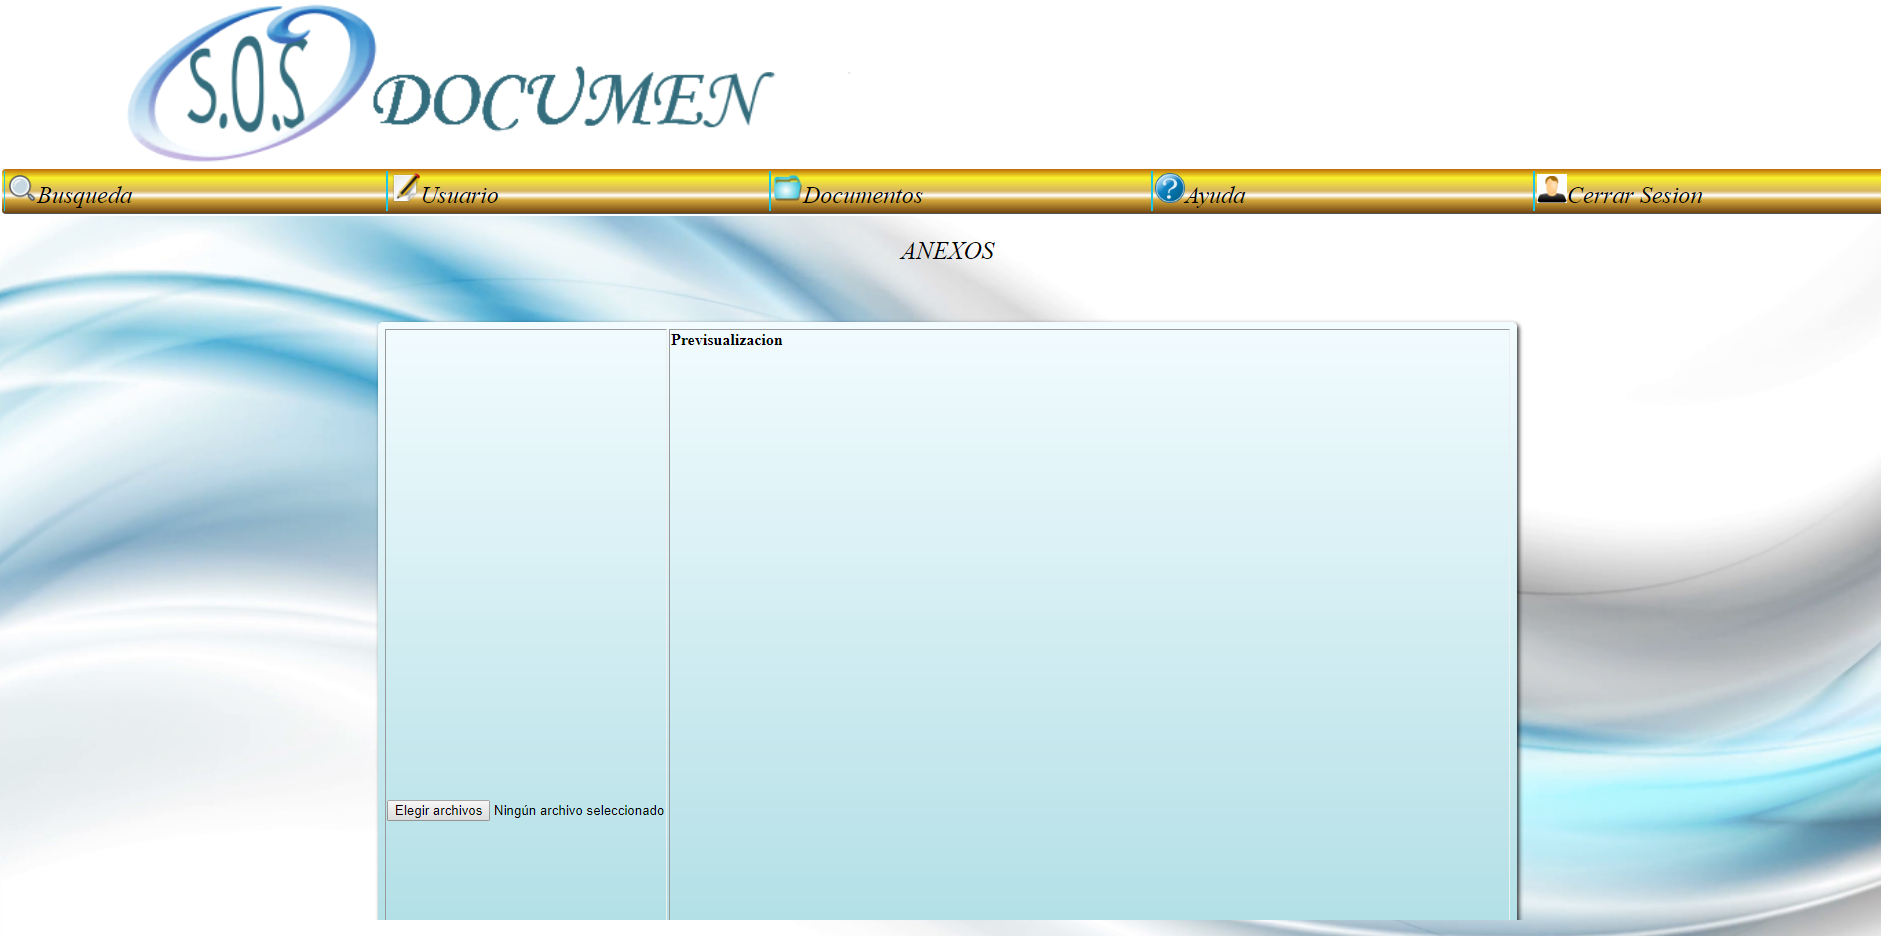 S.O.S DOCUMEN
Busqueda Usuario Documentos Ayuda Cerrar Sesion
ANEXOS
Previsualizacion
Elegir archivos Ningún archivo seleccionado